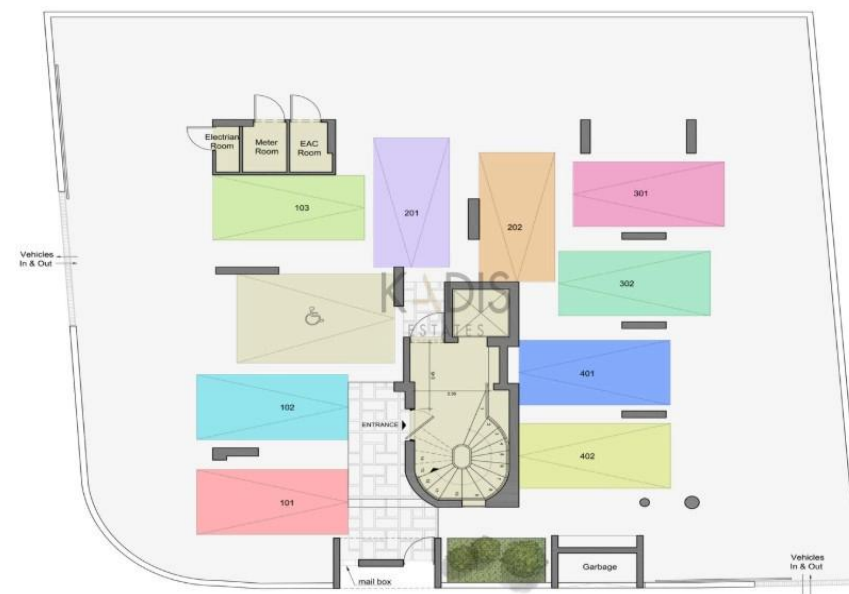 Electrian
Room
Meter
Room
EAC
Room
103
201
202
301
Vehicles
In & Out
302
KADIS
ESTATES
401
102
ENTRANCE
402
101
mail box
Garbage
Vehicles
In & Out